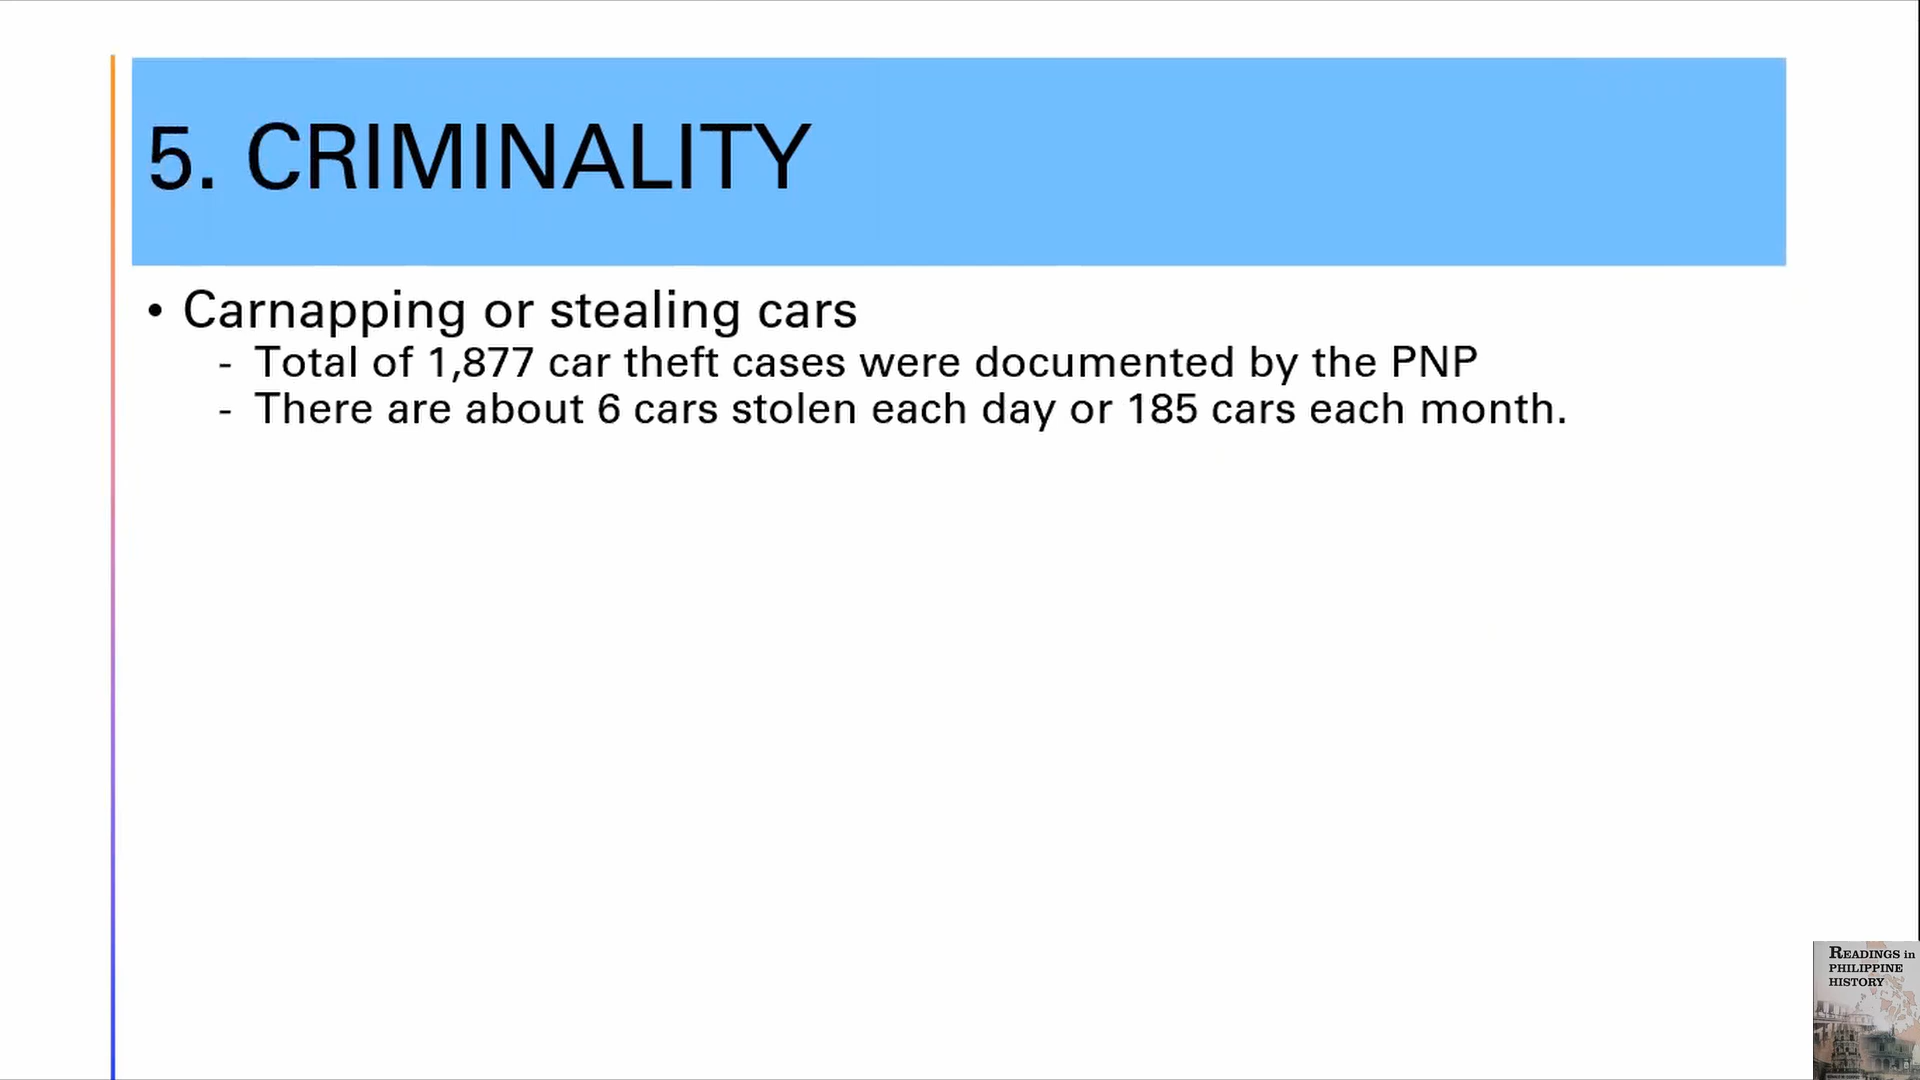 5. CRIMINALITY
• Carnapping or stealing cars
- Total of 1,877 car theft cases were documented by the PNP
- There are about 6 cars stolen each day or 185 cars each month.
READINGS in
PHILIPPINE
HISTORY